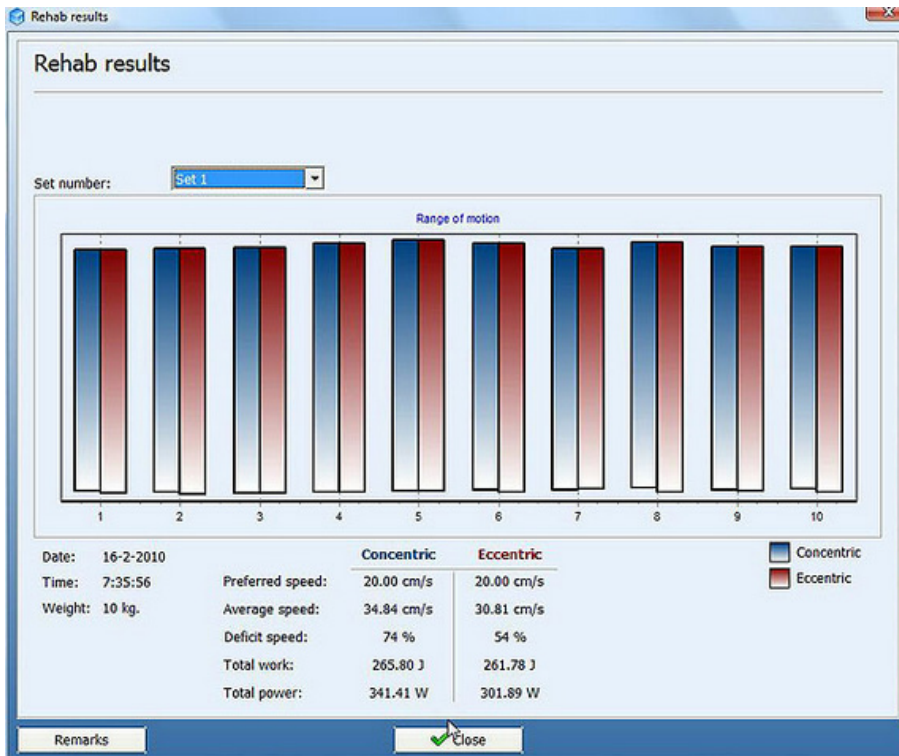 Rehab results
Rehab results
Set number: Set 1
Range of motion
1 2 3 4 5 6 7 8 9 10
Date: 16-2-2010 Concentric Eccentric
Time: 7:35:56 Preferred speed: 20.00 cm/s 20.00 cm/s
Weight: 10 kg. Average speed: 34.84 cm/s 30.81 cm/s
Deficit speed: 74 % 54 %
Total work: 265.80 J 261.78 J
Total power: 341.41 W 301.89 W
Concentric
Eccentric
Remarks Close